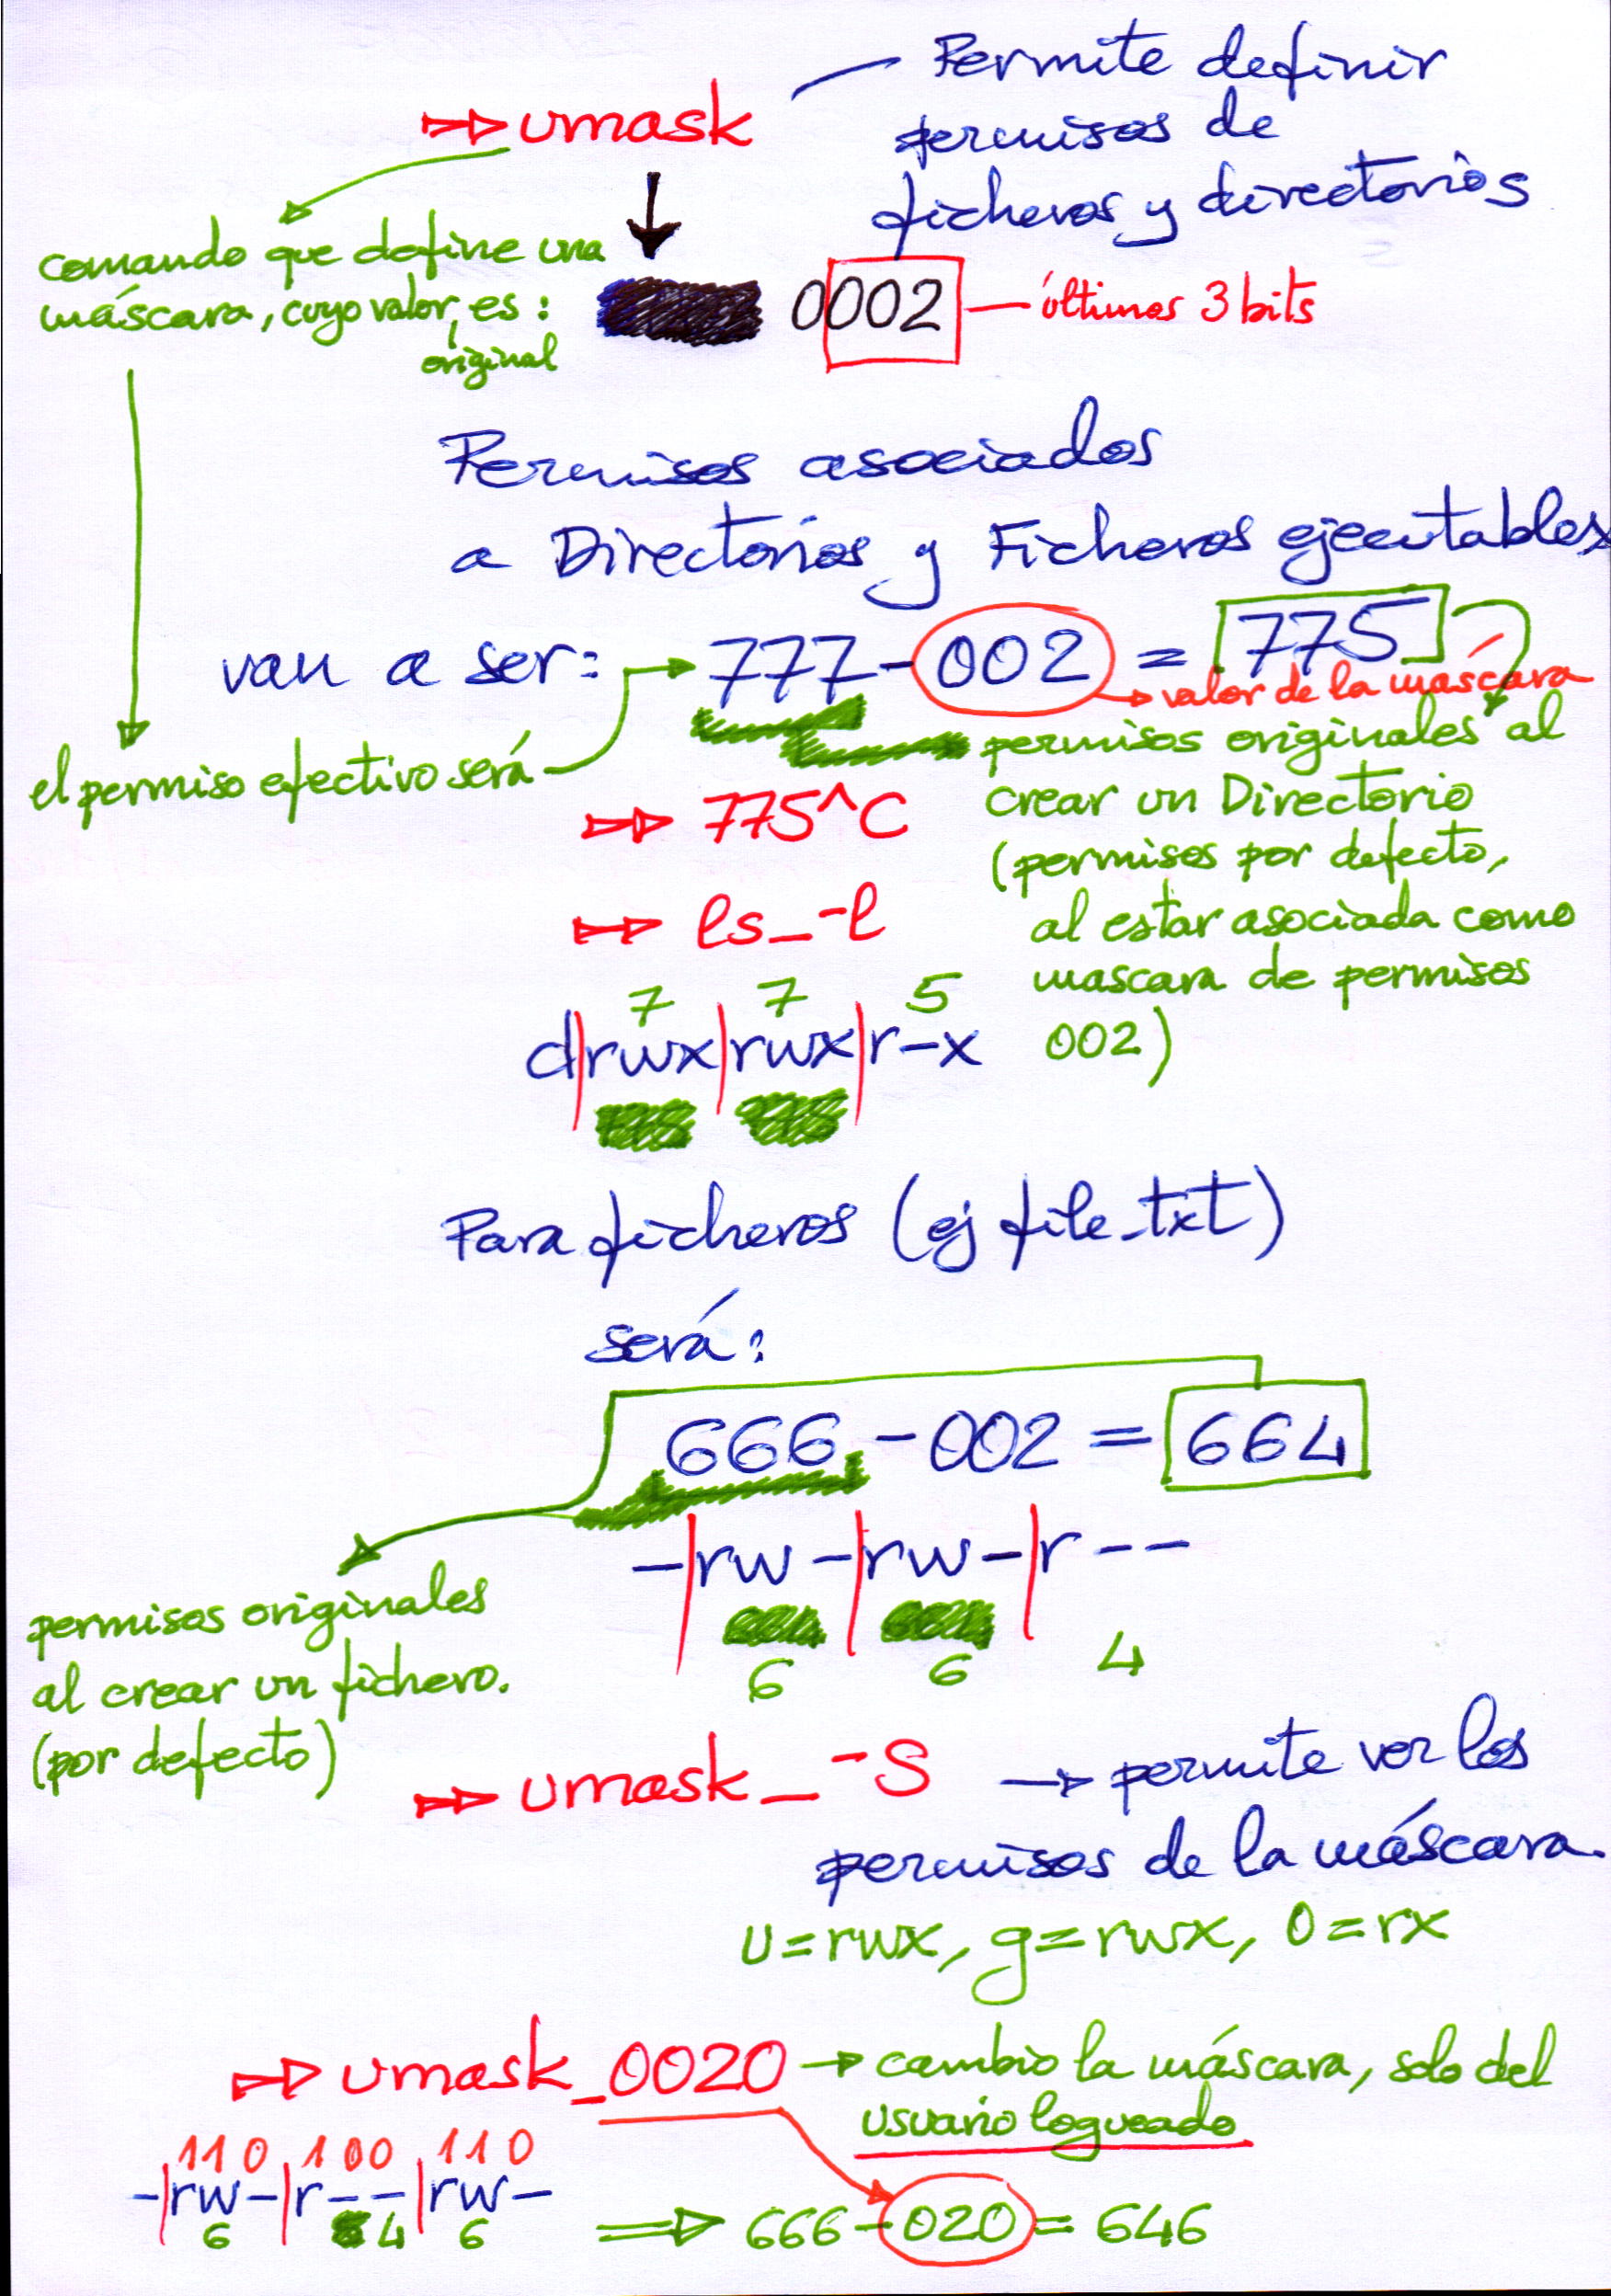 umask
Permite definir
permisos de
ficheros y directorios
comando que define una
máscara, cuyo valor, es:
original
0002
últimos 3 bits
Permisos asociados
a Directorios y Ficheros ejecutables
van a ser: 777-002 = 775
valor de la máscara
el permiso efectivo será
permisos originales al
crear un Directorio
(permisos por defecto,
al estar asociada como
mascara de permisos
002)
775^C
ls_-l
7 7 5
d|rwx|rwx|r-x
Para ficheros (ej file_txt)
será:
666 - 002 = 664
-|rw-|rw-|r--
6 6 4
permisos originales
al crear un fichero.
(por defecto)
umask_-S → permite ver los
permisos de la máscara.
U=rwx, g=rwx, O=rx
umask_0020 → cambio la máscara, solo del
usuario logueado
110 100 110
-|rw-|r--|rw-
6 4 6
⇒ 666-020 = 646